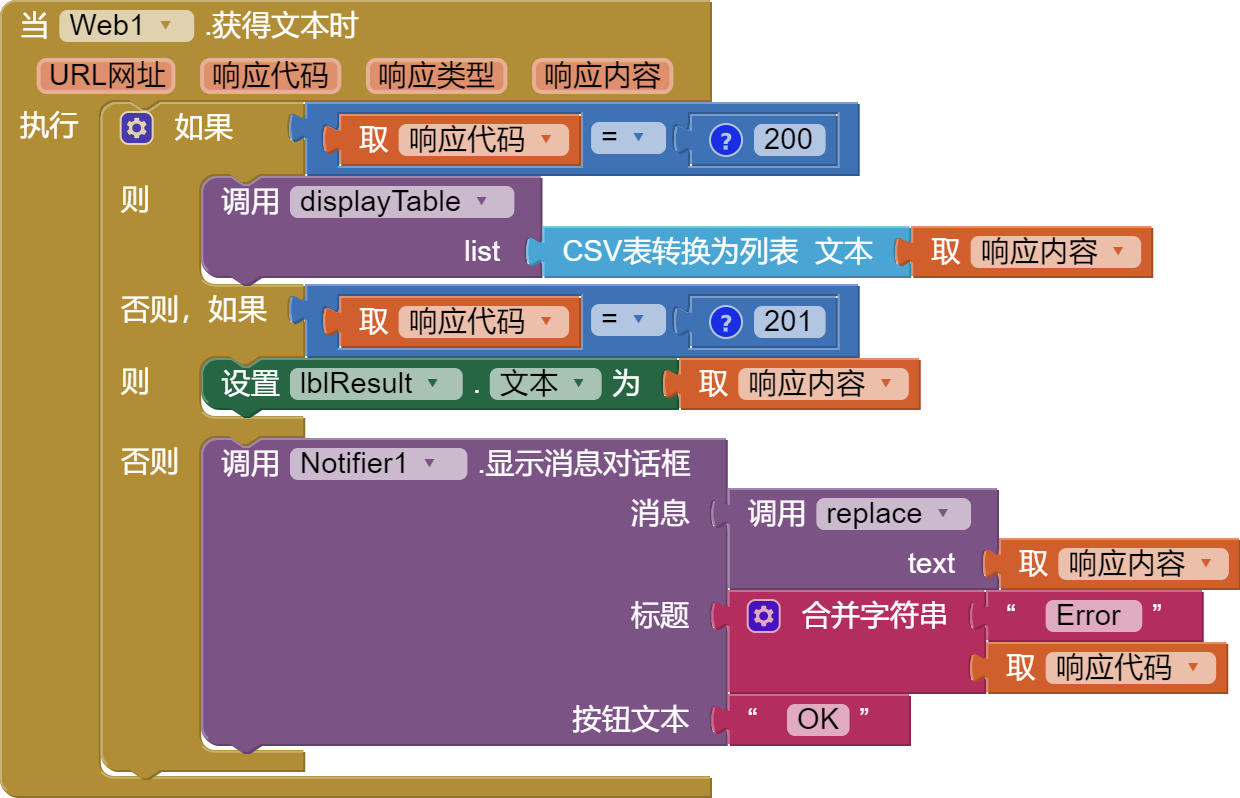 当 Web1 .获得文本时
URL网址 响应代码 响应类型 响应内容
执行 如果 取 响应代码 = ? 200
则 调用 displayTable
list CSV表转换为列表 文本 取 响应内容
否则，如果 取 响应代码 = ? 201
则 设置 lblResult . 文本 为 取 响应内容
否则 调用 Notifier1 .显示消息对话框
消息 调用 replace
text 取 响应内容
标题 合并字符串 “ Error ”
取 响应代码
按钮文本 “ OK ”